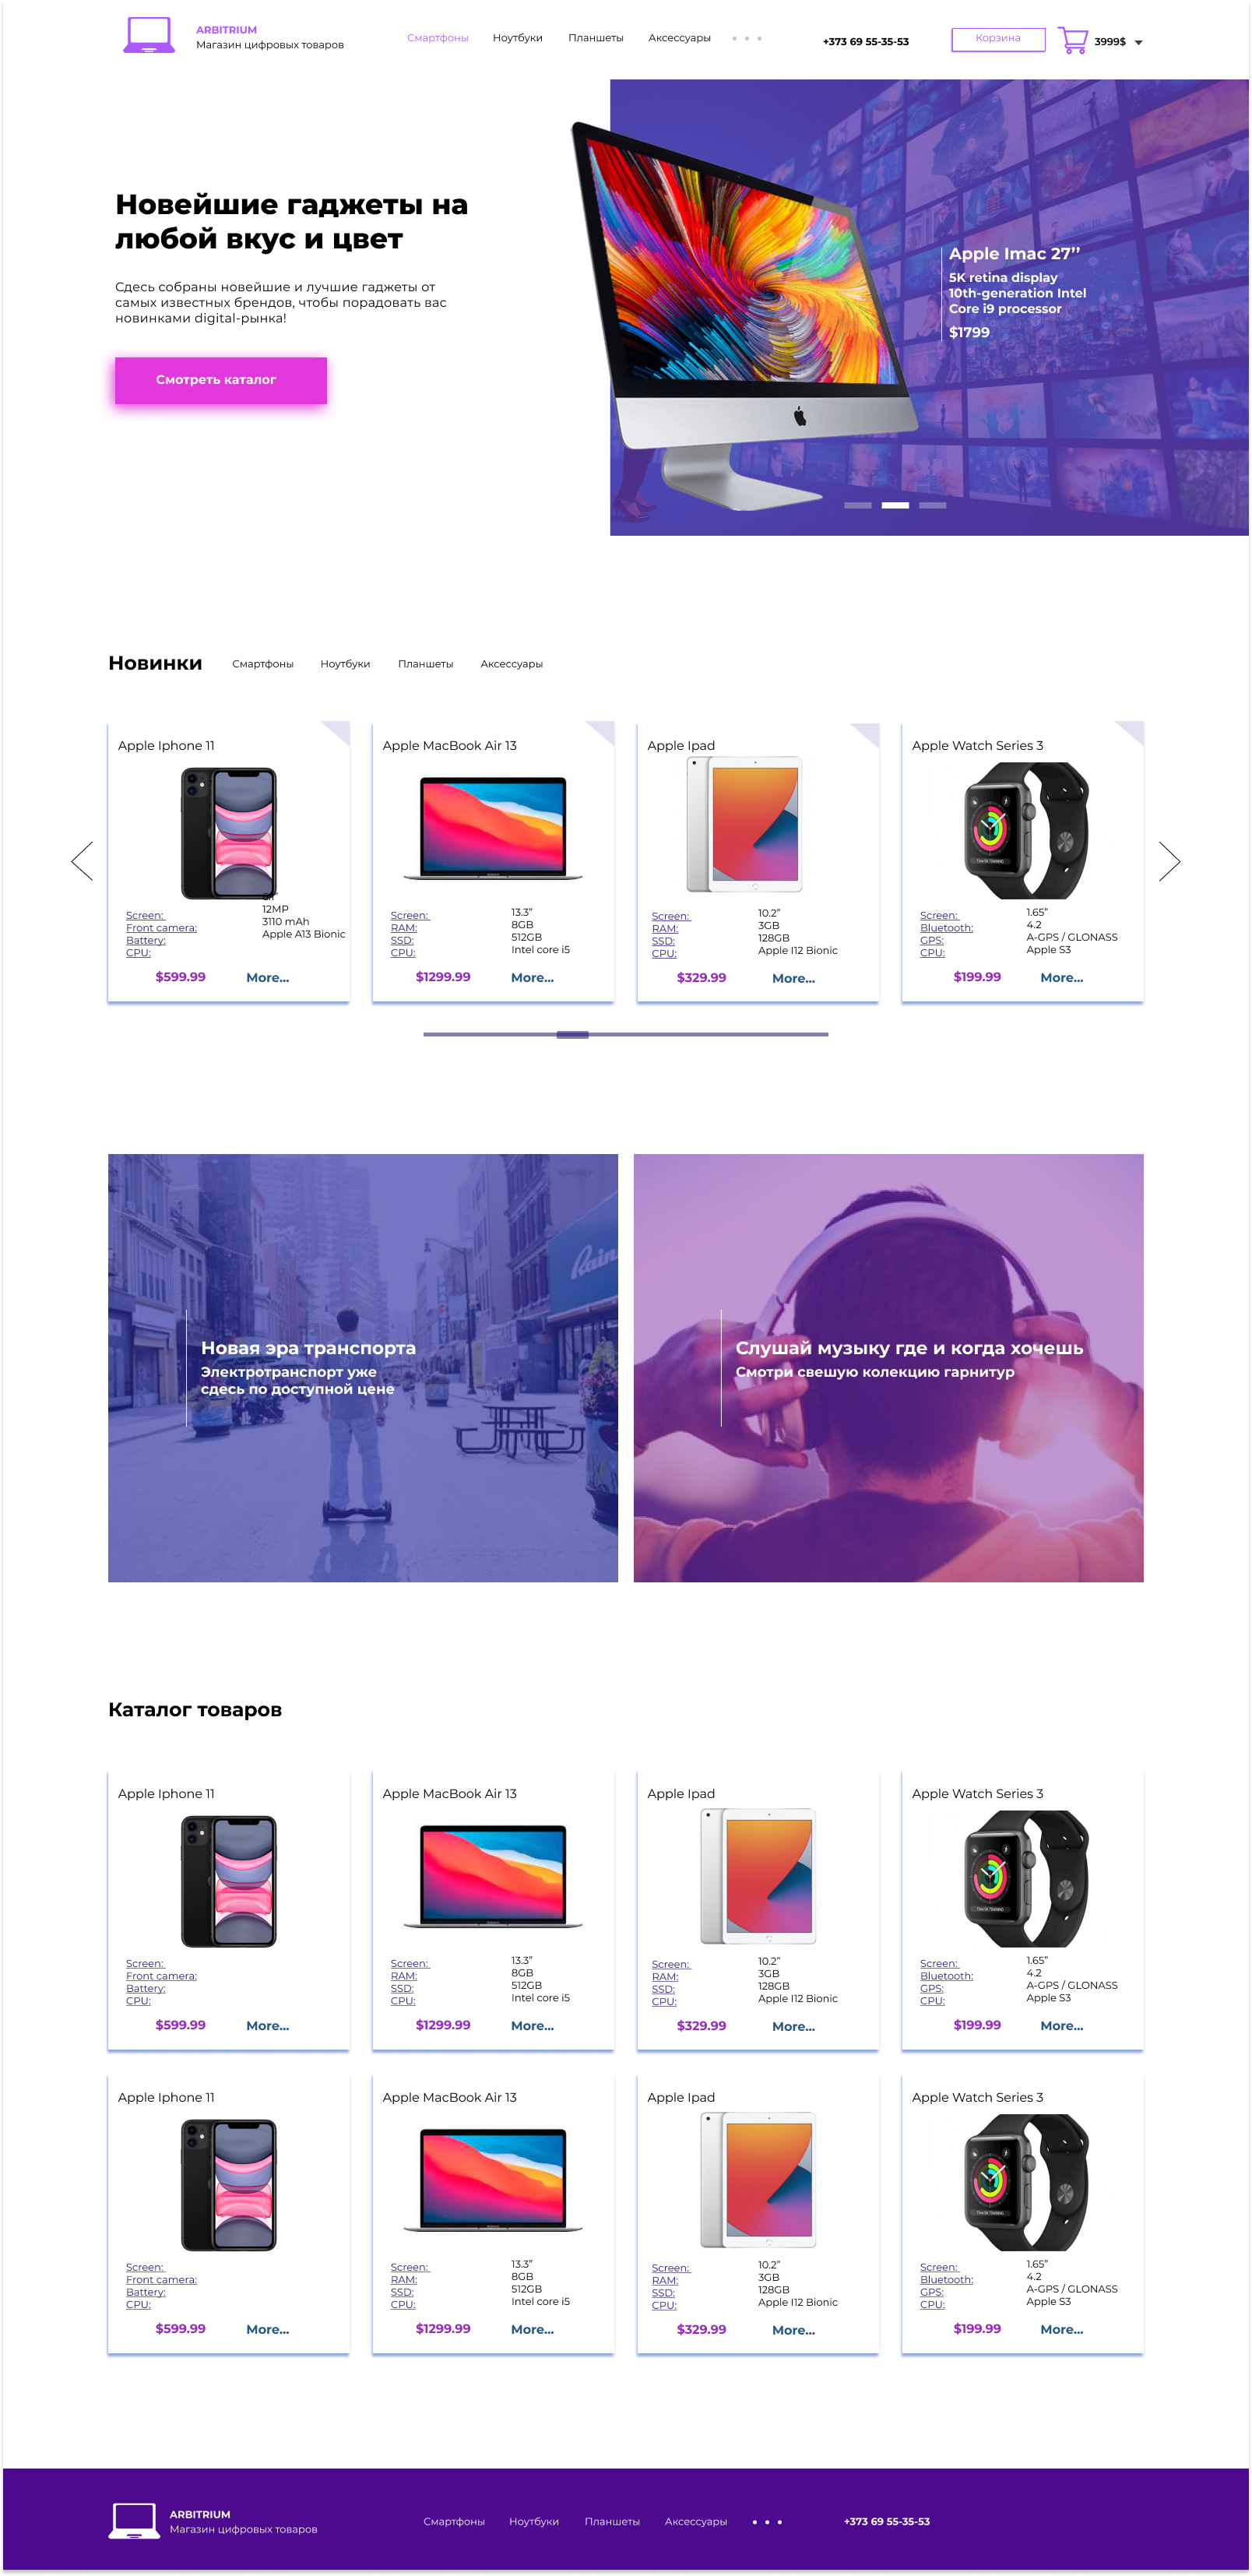 ARBITRIUM
Магазин цифровых товаров
Смартфоны Ноутбуки Планшеты Аксессуары
+373 69 55-35-53
Корзина
3999$
Новейшие гаджеты на
любой вкус и цвет
Сдесь собраны новейшие и лучшие гаджеты от
самых известных брендов, чтобы порадовать вас
новинками digital-рынка!
Смотреть каталог
Apple Imac 27’’
5K retina display
10th-generation Intel
Core i9 processor
$1799
Новинки
Смартфоны Ноутбуки Планшеты Аксессуары
Apple Iphone 11
Screen:
Front camera:
Battery:
CPU:
12MP
3110 mAh
Apple A13 Bionic
$599.99 More...
Apple MacBook Air 13
Screen:
RAM:
SSD:
CPU:
13.3”
8GB
512GB
Intel core i5
$1299.99 More...
Apple Ipad
Screen:
RAM:
SSD:
CPU:
10.2”
3GB
128GB
Apple I12 Bionic
$329.99 More...
Apple Watch Series 3
Screen:
Bluetooth:
GPS:
CPU:
1.65”
4.2
A-GPS / GLONASS
Apple S3
$199.99 More...
Новая эра транспорта
Электротранспорт уже
сдесь по доступной цене
Слушай музыку где и когда хочешь
Смотри свешую колекцию гарнитур
Каталог товаров
Apple Iphone 11
Screen:
Front camera:
Battery:
CPU:
$599.99 More...
Apple MacBook Air 13
Screen:
RAM:
SSD:
CPU:
13.3”
8GB
512GB
Intel core i5
$1299.99 More...
Apple Ipad
Screen:
RAM:
SSD:
CPU:
10.2”
3GB
128GB
Apple I12 Bionic
$329.99 More...
Apple Watch Series 3
Screen:
Bluetooth:
GPS:
CPU:
1.65”
4.2
A-GPS / GLONASS
Apple S3
$199.99 More...
Apple Iphone 11
Screen:
Front camera:
Battery:
CPU:
$599.99 More...
Apple MacBook Air 13
Screen:
RAM:
SSD:
CPU:
13.3”
8GB
512GB
Intel core i5
$1299.99 More...
Apple Ipad
Screen:
RAM:
SSD:
CPU:
10.2”
3GB
128GB
Apple I12 Bionic
$329.99 More...
Apple Watch Series 3
Screen:
Bluetooth:
GPS:
CPU:
1.65”
4.2
A-GPS / GLONASS
Apple S3
$199.99 More...
ARBITRIUM
Магазин цифровых товаров
Смартфоны Ноутбуки Планшеты Аксессуары
+373 69 55-35-53